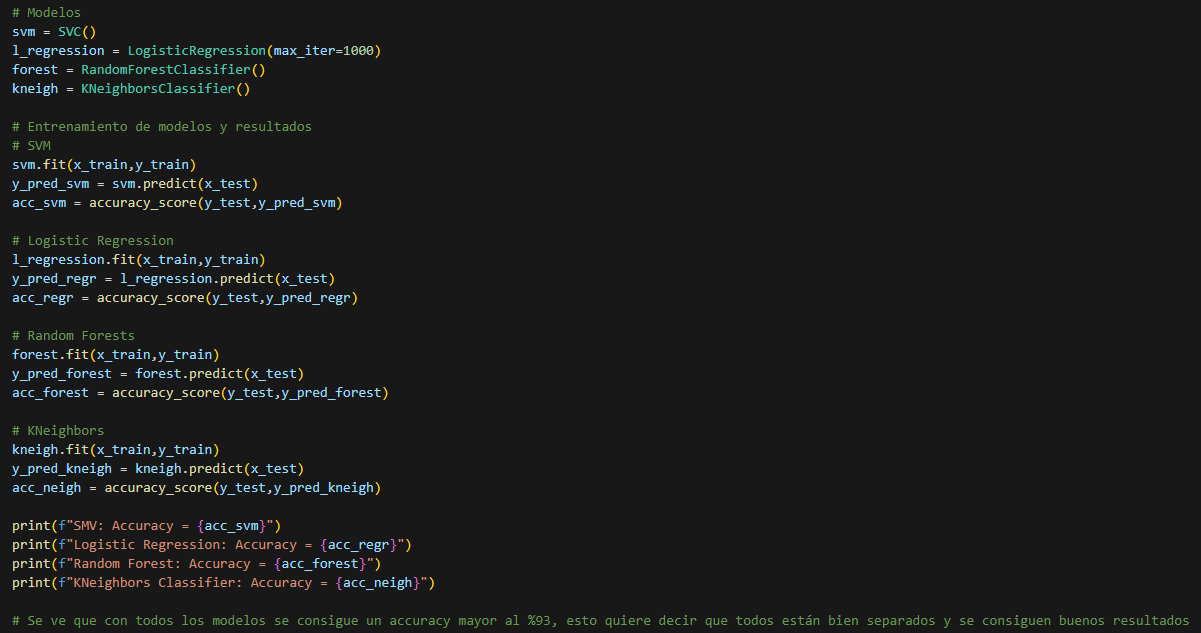 # Modelos
svm = SVC()
l_regression = LogisticRegression(max_iter=1000)
forest = RandomForestClassifier()
kneigh = KNeighborsClassifier()

# Entrenamiento de modelos y resultados
# SVM
svm.fit(x_train,y_train)
y_pred_svm = svm.predict(x_test)
acc_svm = accuracy_score(y_test,y_pred_svm)

# Logistic Regression
l_regression.fit(x_train,y_train)
y_pred_regr = l_regression.predict(x_test)
acc_regr = accuracy_score(y_test,y_pred_regr)

# Random Forests
forest.fit(x_train,y_train)
y_pred_forest = forest.predict(x_test)
acc_forest = accuracy_score(y_test,y_pred_forest)

# KNeighbors
kneigh.fit(x_train,y_train)
y_pred_kneigh = kneigh.predict(x_test)
acc_neigh = accuracy_score(y_test,y_pred_kneigh)

print(f"SMV: Accuracy = {acc_svm}")
print(f"Logistic Regression: Accuracy = {acc_regr}")
print(f"Random Forest: Accuracy = {acc_forest}")
print(f"KNeighbors Classifier: Accuracy = {acc_neigh}")

# Se ve que con todos los modelos se consigue un accuracy mayor al %93, esto quiere decir que todos están bien separados y se consiguen buenos resultados